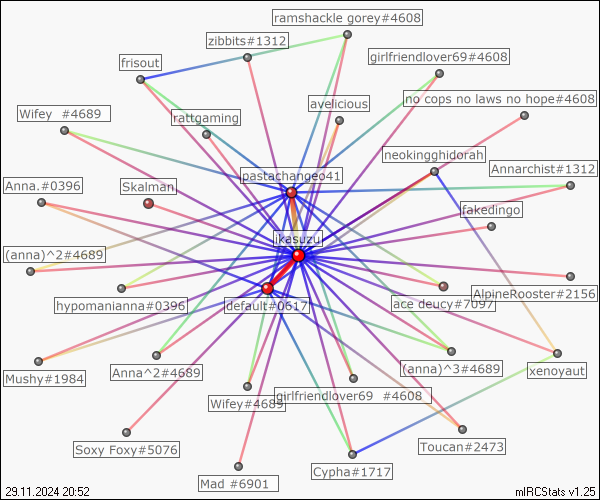 ramshackle gorey#4608
zibbits#1312
girlfriendlover69#4608
frisout
no cops no laws no hope#4608
avelicious
Wifey  #4689
rattgaming
neokingghidorah
Annarchist#1312
pastachangeo41
Anna.#0396
Skalman
fakedingo
ikasuzu
(anna)^2#4689
AlpineRooster#2156
hypomanianna#0396
default#0617
ace deucy#7097
Mushy#1984
Anna^2#4689
(anna)^3#4689
xenoyaut
Wifey#4689
girlfriendlover69  #4608
Soxy Foxy#5076
Toucan#2473
Mad #6901
Cypha#1717
29.11.2024 20:52
mIRCStats v1.25